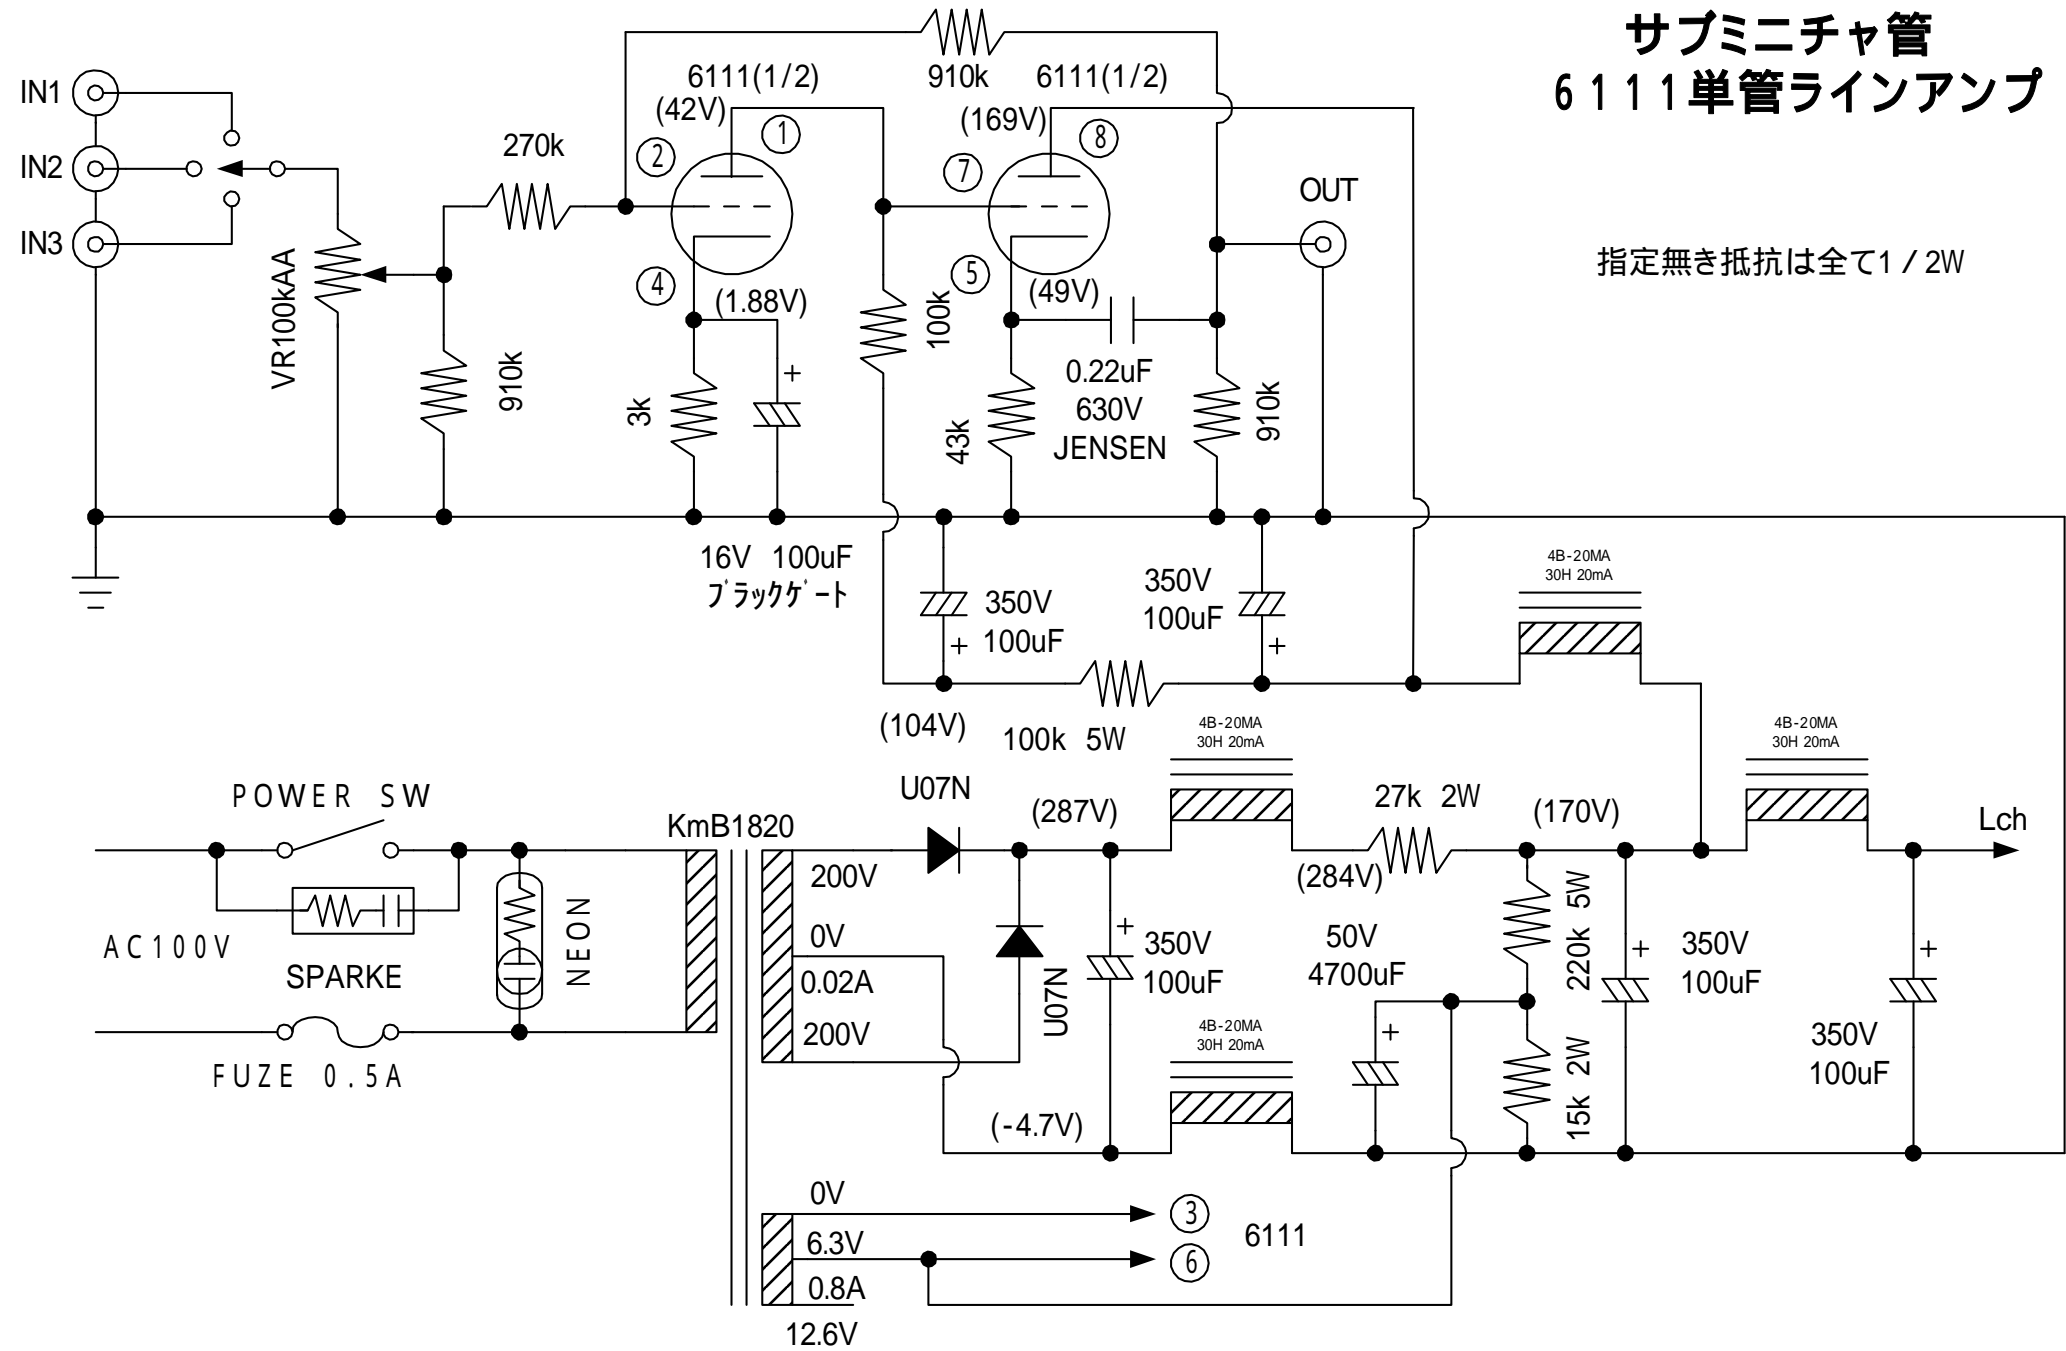 サブミニチャ管
6111単管ラインアンプ
指定無き抵抗は全て1/2W
IN1
IN2
IN3
VR100kAA
270k
910k
910k
6111(1/2)
(42V)
1
2
4
(1.88V)
3k
+
16V 100uF
ブラックゲート
6111(1/2)
(169V)
8
7
5
(49V)
100k
43k
0.22uF
630V
JENSEN
910k
OUT
350V
100uF
+
350V
100uF
+
(104V)
100k 5W
4B-20MA
30H 20mA
4B-20MA
30H 20mA
4B-20MA
30H 20mA
POWER SW
AC100V
SPARKE
NEON
FUZE 0.5A
KmB1820
200V
0V
0.02A
200V
U07N
U07N
(287V)
+
350V
100uF
(284V)
27k 2W
(170V)
Lch
50V
4700uF
+
220k 5W
15k 2W
+
350V
100uF
+
350V
100uF
4B-20MA
30H 20mA
(-4.7V)
0V
6.3V
0.8A
12.6V
3
6
6111